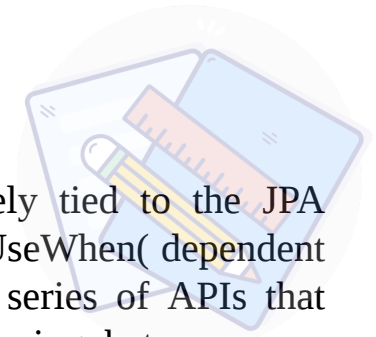 ely tied to the JPA
UseWhen( dependent
series of APIs that